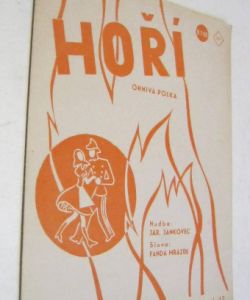 HOŘÍ
OHNIVÁ POLKA
Hudba:
JAR. JANKOVEC
Slova:
FANDA MRÁZEK